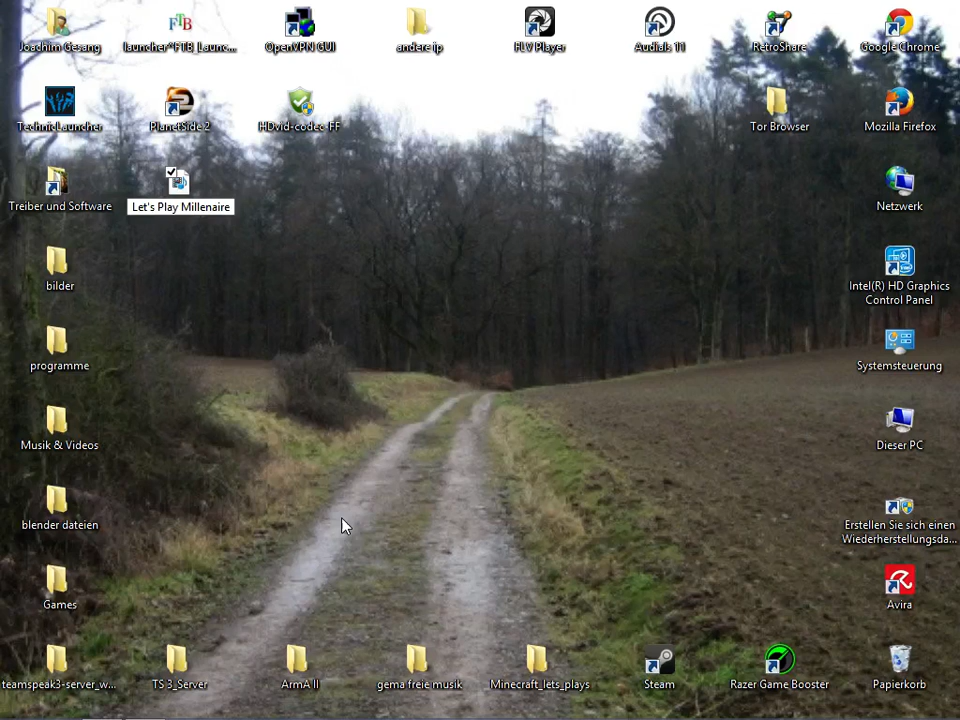 Joachim Gesang
launcher^FTB_Launc...
OpenVPN GUI
andere ip
FLV Player
Audials 11
RetroShare
Google Chrome
TechnicLauncher
PlanetSide 2
HDvid-codec-FF
Tor Browser
Mozilla Firefox
Treiber und Software
Let's Play Millenaire
Netzwerk
bilder
Intel(R) HD Graphics
Control Panel
programme
Systemsteuerung
Musik & Videos
Dieser PC
blender dateien
Erstellen Sie sich einen
Wiederherstellungsda...
Games
Avira
teamspeak3-server_w...
TS 3_Server
ArmA II
gema freie musik
Minecraft_lets_plays
Steam
Razer Game Booster
Papierkorb